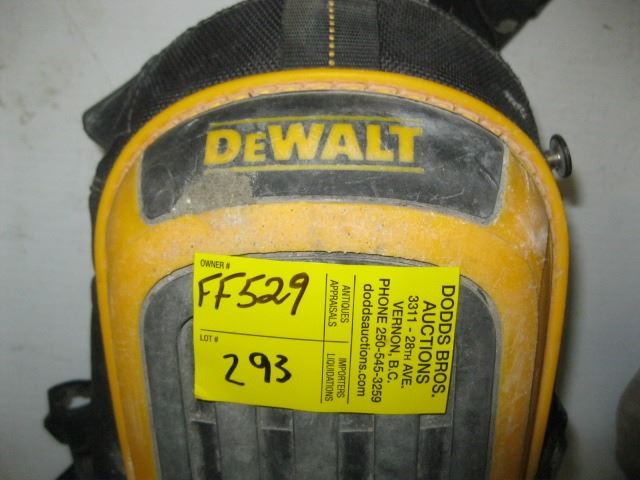 DEWALT
OWNER #
FF529
LOT #
293
ANTIQUES
APPRAISALS
IMPORTERS
LIQUIDATIONS
DODDS BROS.
AUCTIONS
3311 - 28TH AVE.
VERNON, B.C.
PHONE 250-545-3259
doddsauctions.com